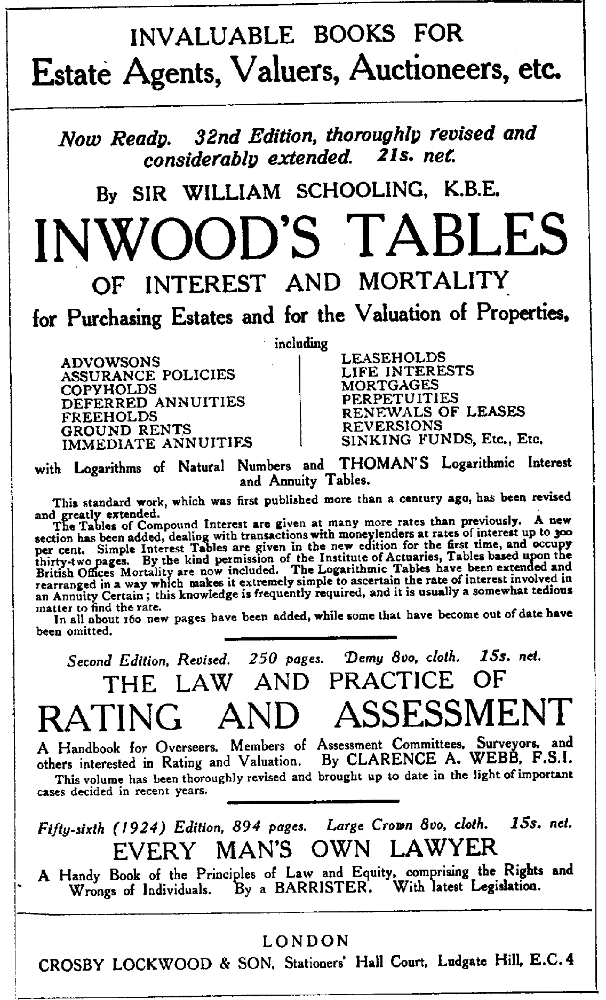 INVALUABLE BOOKS FOR
Estate Agents, Valuers, Auctioneers, etc.
Now Ready. 32nd Edition, thoroughly revised and
considerably extended. 21s. net.
By SIR WILLIAM SCHOOLING, K.B.E.
INWOOD'S TABLES
OF INTEREST AND MORTALITY
for Purchasing Estates and for the Valuation of Properties,
including
ADVOWSONS
ASSURANCE POLICIES
COPYHOLDS
DEFERRED ANNUITIES
FREEHOLDS
GROUND RENTS
IMMEDIATE ANNUITIES
LEASEHOLDS
LIFE INTERESTS
MORTGAGES
PERPETUITIES
RENEWALS OF LEASES
REVERSIONS
SINKING FUNDS, Etc., Etc.
with Logarithms of Natural Numbers and THOMAN'S Logarithmic Interest
and Annuity Tables.
This standard work, which was first published more than a century ago, has been revised
and greatly extended.
The Tables of Compound Interest are given at many more rates than previously. A new
section has been added, dealing with transactions with moneylenders at rates of interest up to 300
per cent. Simple Interest Tables are given in the new edition for the first time, and occupy
thirty-two pages. By the kind permission of the Institute of Actuaries, Tables based upon the
British Offices Mortality are now included. The Logarithmic Tables have been extended and
rearranged in a way which makes it extremely simple to ascertain the rate of interest involved in
an Annuity Certain; this knowledge is frequently required, and it is usually a somewhat tedious
matter to find the rate.
In all about 160 new pages have been added, while some that have become out of date have
been omitted.
Second Edition, Revised. 250 pages. Demy 8vo, cloth. 15s. net.
THE LAW AND PRACTICE OF
RATING AND ASSESSMENT
A Handbook for Overseers, Members of Assessment Committees, Surveyors, and
others interested in Rating and Valuation. By CLARENCE A. WEBB, F.S.I.
This volume has been thoroughly revised and brought up to date in the light of important
cases decided in recent years.
Fifty-sixth (1924) Edition, 894 pages. Large Crown 8vo, cloth. 15s. net.
EVERY MAN'S OWN LAWYER
A Handy Book of the Principles of Law and Equity, comprising the Rights and
Wrongs of Individuals. By a BARRISTER. With latest Legislation.
LONDON
CROSBY LOCKWOOD & SON, Stationers' Hall Court, Ludgate Hill, E.C. 4